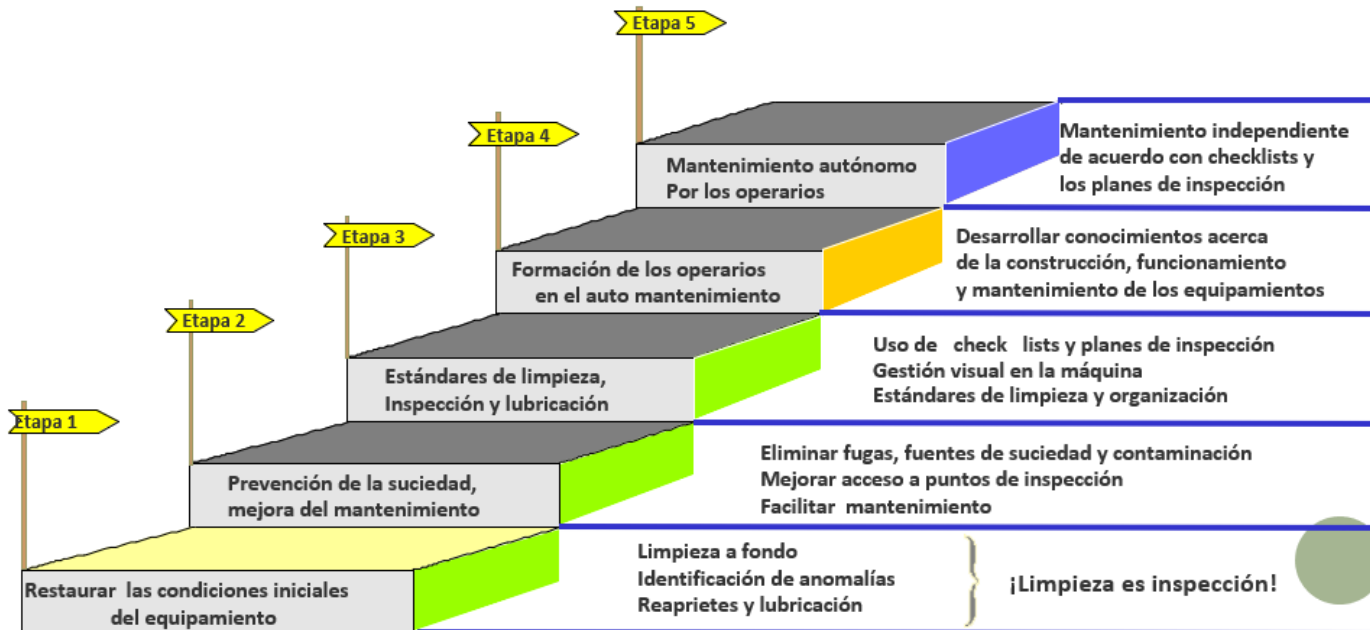 Etapa 5
Mantenimiento autónomo
Por los operarios
Mantenimiento independiente
de acuerdo con checklists y
los planes de inspección
Etapa 4
Formación de los operarios
en el auto mantenimiento
Desarrollar conocimientos acerca
de la construcción, funcionamiento
y mantenimiento de los equipamientos
Etapa 3
Estándares de limpieza,
Inspección y lubricación
Uso de check lists y planes de inspección
Gestión visual en la máquina
Estándares de limpieza y organización
Etapa 2
Prevención de la suciedad,
mejora del mantenimiento
Eliminar fugas, fuentes de suciedad y contaminación
Mejorar acceso a puntos de inspección
Facilitar mantenimiento
Etapa 1
Restaurar las condiciones iniciales
del equipamiento
Limpieza a fondo
Identificación de anomalías
Reaprietes y lubricación
¡Limpieza es inspección!